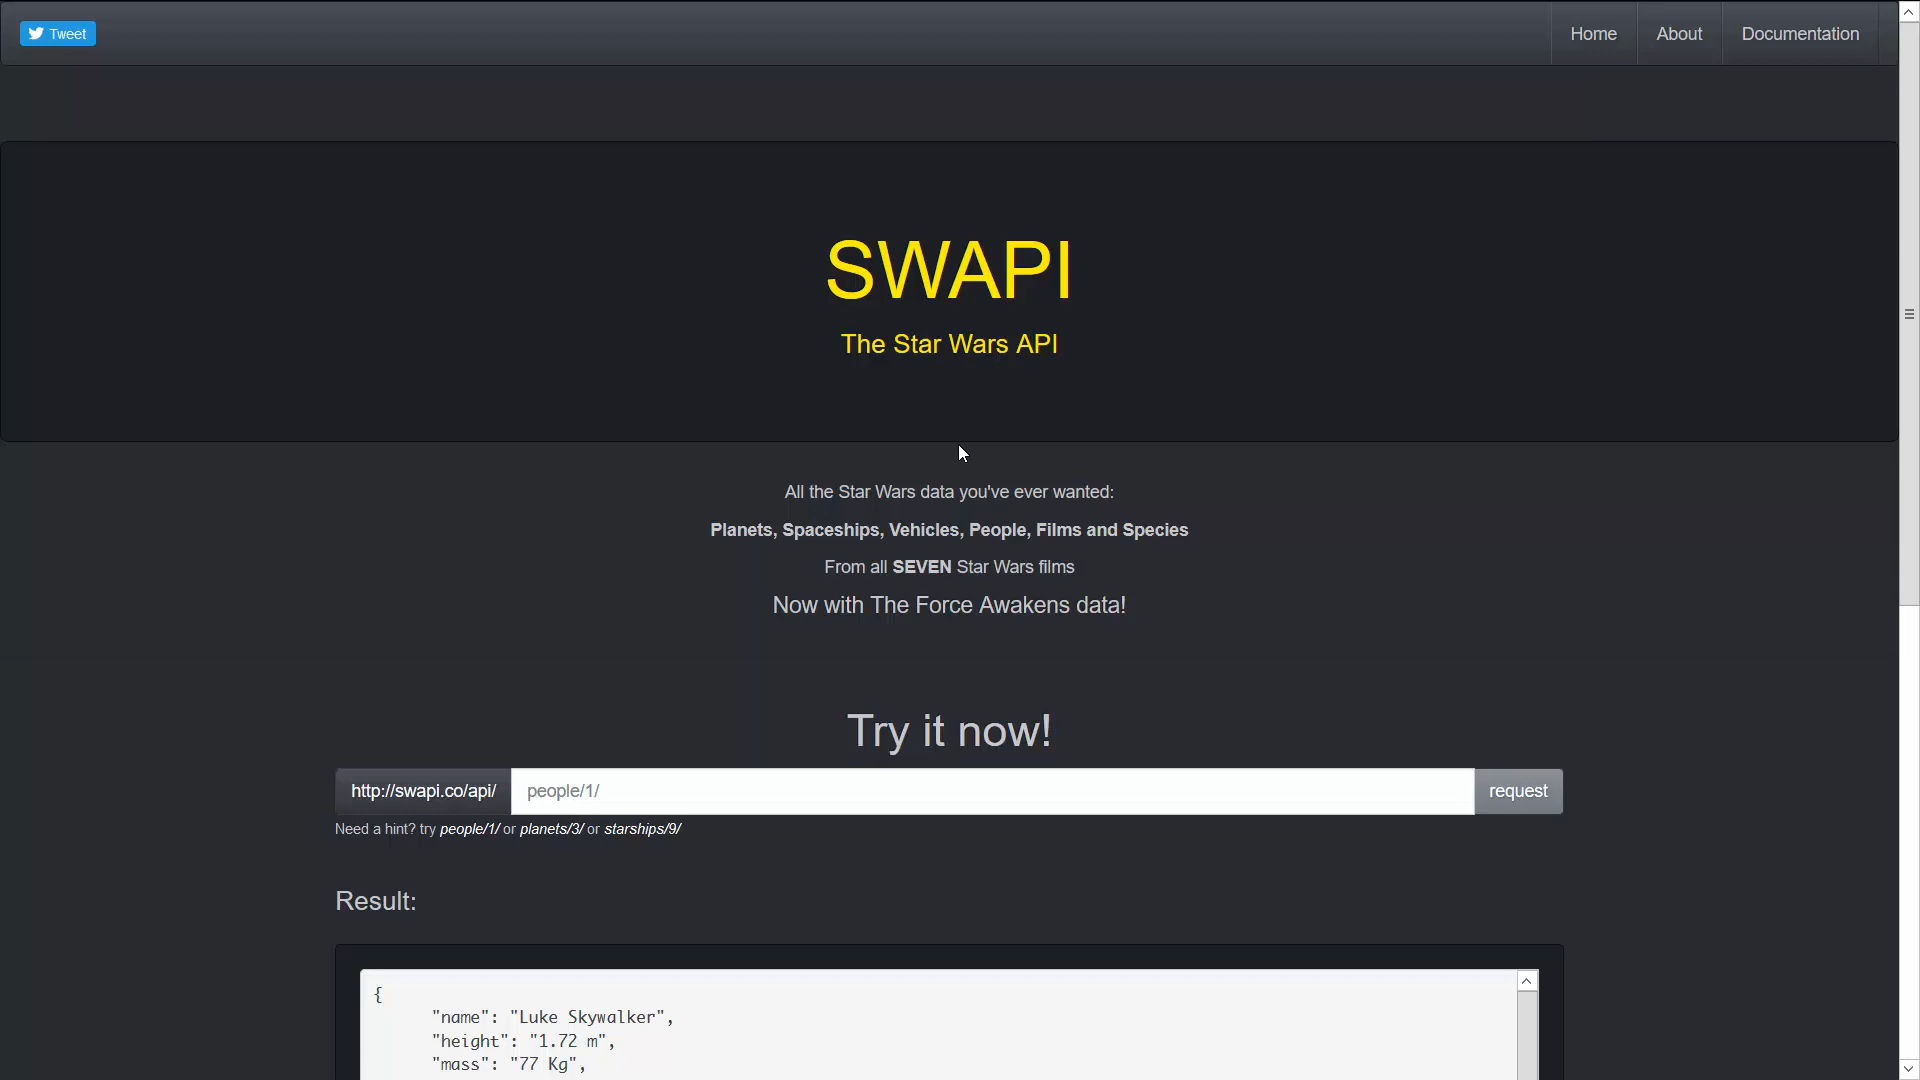 Tweet
Home
About
Documentation
SWAPI
The Star Wars API
All the Star Wars data you've ever wanted:
Planets, Spaceships, Vehicles, People, Films and Species
From all SEVEN Star Wars films
Now with The Force Awakens data!
Try it now!
http://swapi.co/api/
people/1/
request
Need a hint? try people/1/ or planets/3/ or starships/9/
Result:
{
"name": "Luke Skywalker",
"height": "1.72 m",
"mass": "77 Kg",